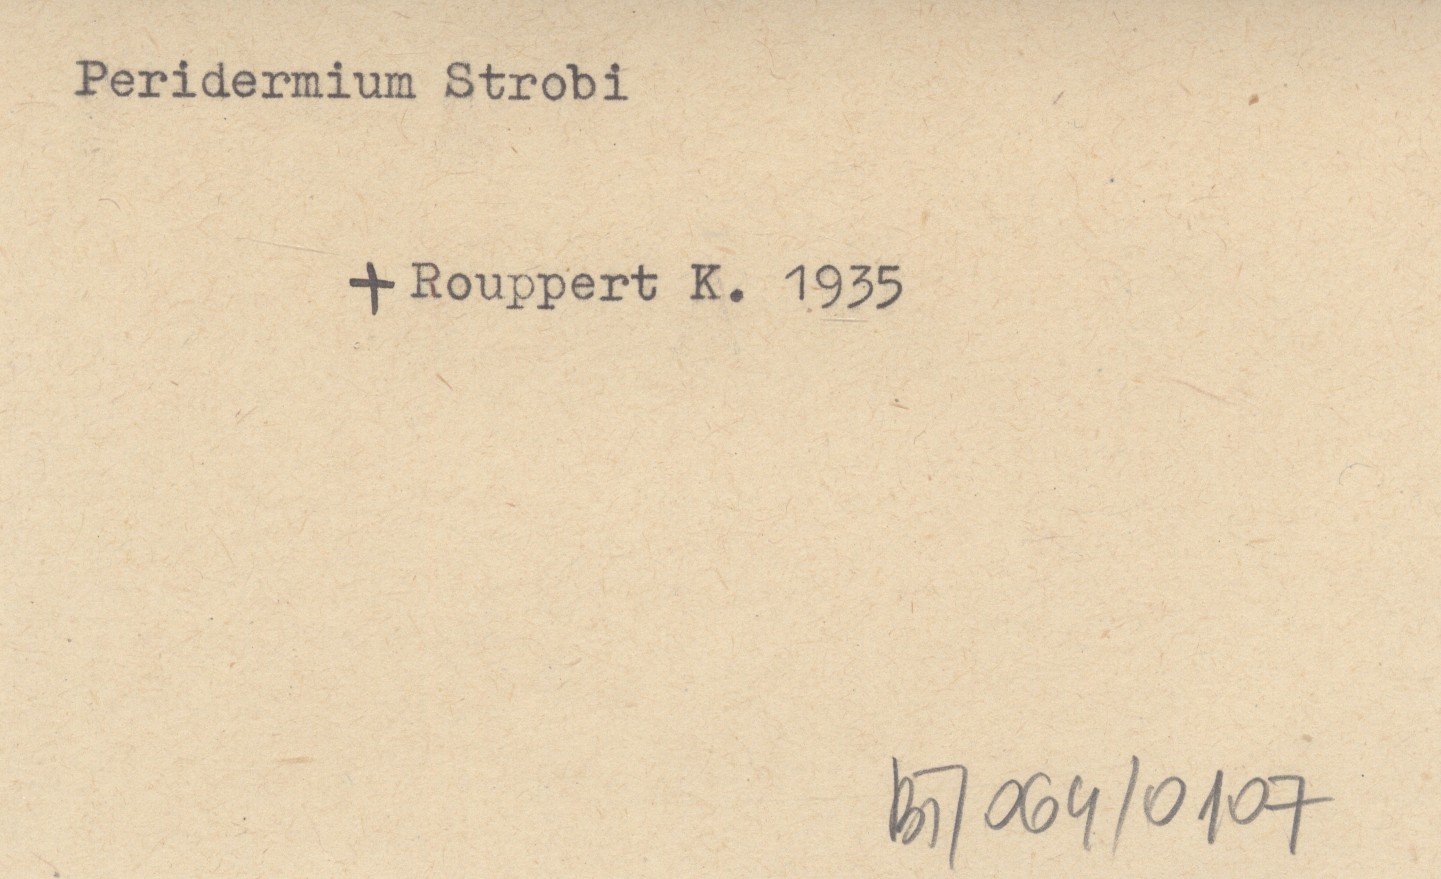 Peridermium Strobi
+ Rouppert K. 1935
BT/064/0107